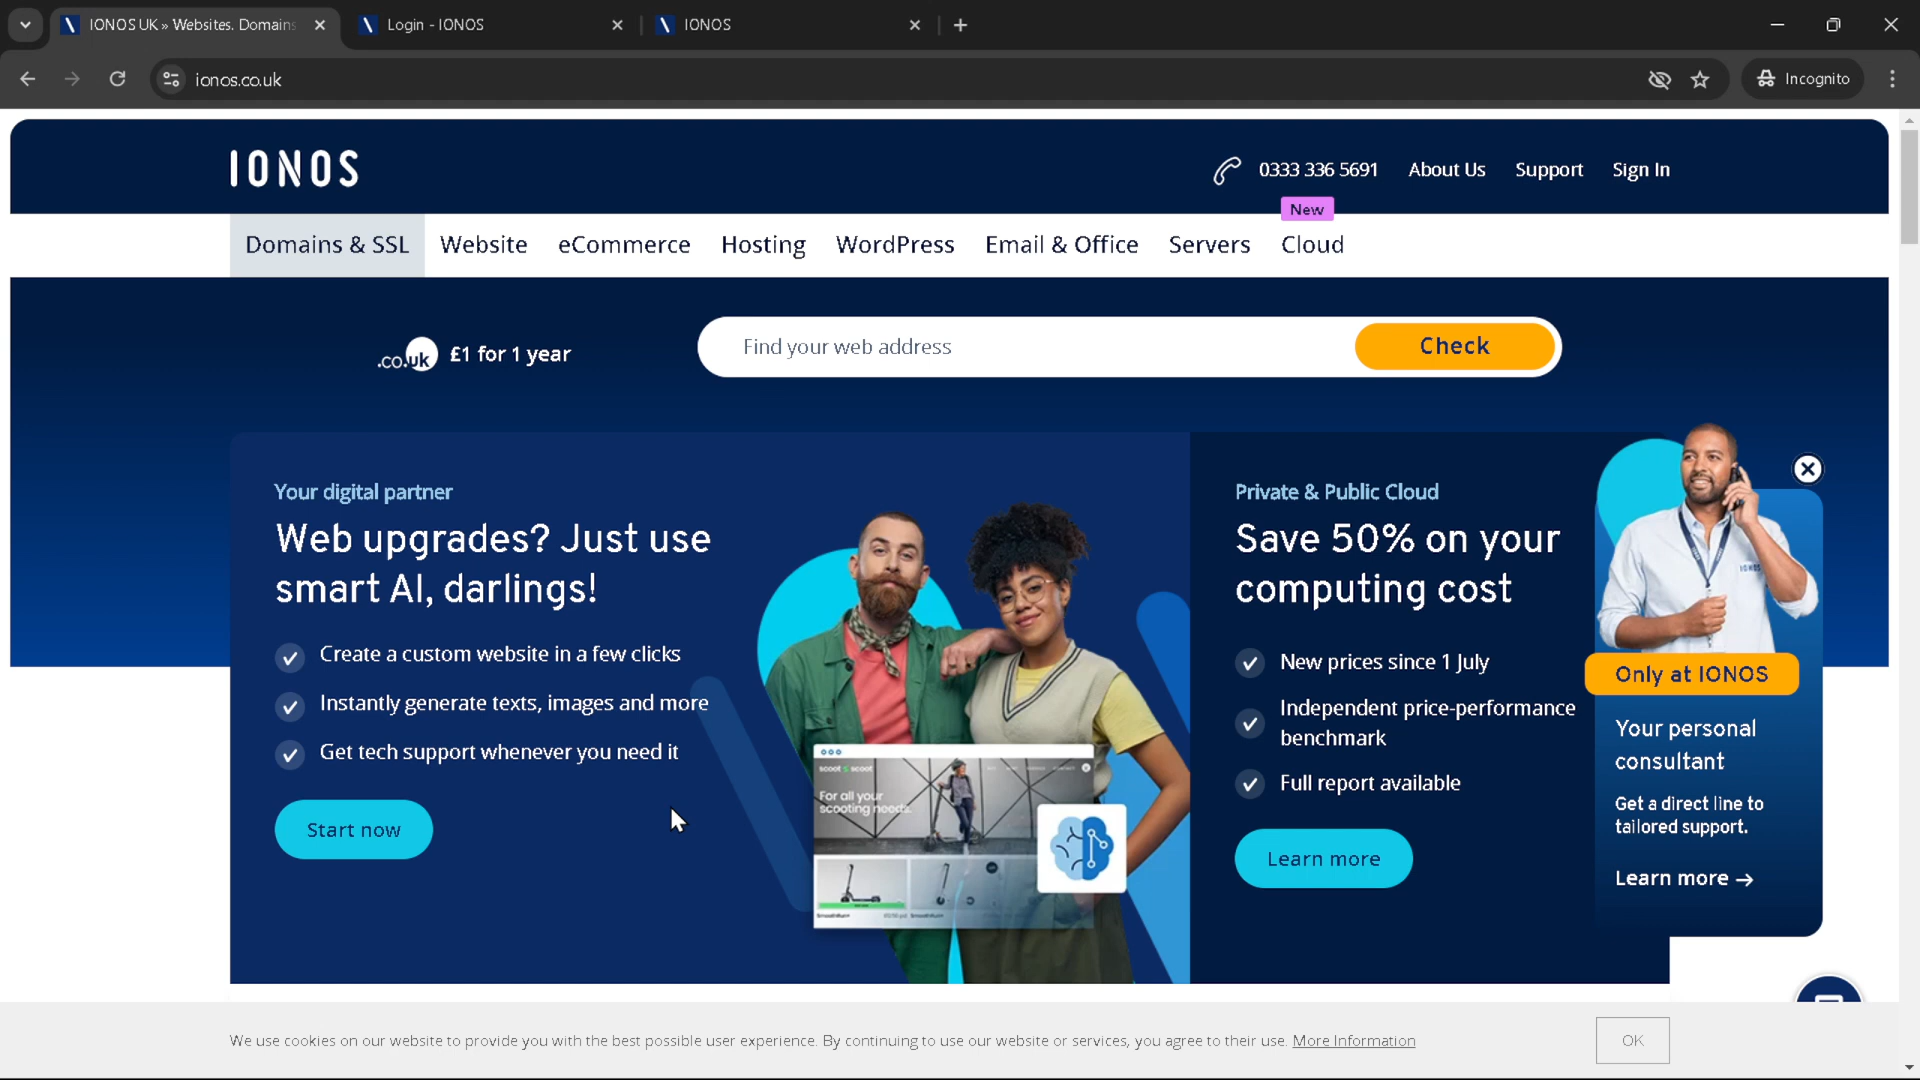 IONOS UK » Websites. Domains
Login - IONOS
IONOS
ionos.co.uk
Incognito
IONOS
0333 336 5691
About Us
Support
Sign In
New
Domains & SSL
Website
eCommerce
Hosting
WordPress
Email & Office
Servers
Cloud
.co.uk £1 for 1 year
Find your web address
Check
Your digital partner
Web upgrades? Just use
smart AI, darlings!
Create a custom website in a few clicks
Instantly generate texts, images and more
Get tech support whenever you need it
Start now
scoot scoot
For all your
scooting needs.
Private & Public Cloud
Save 50% on your
computing cost
New prices since 1 July
Independent price-performance
benchmark
Full report available
Learn more
IONOS
Only at IONOS
Your personal
consultant
Get a direct line to
tailored support.
Learn more →
We use cookies on our website to provide you with the best possible user experience. By continuing to use our website or services, you agree to their use. More Information
OK